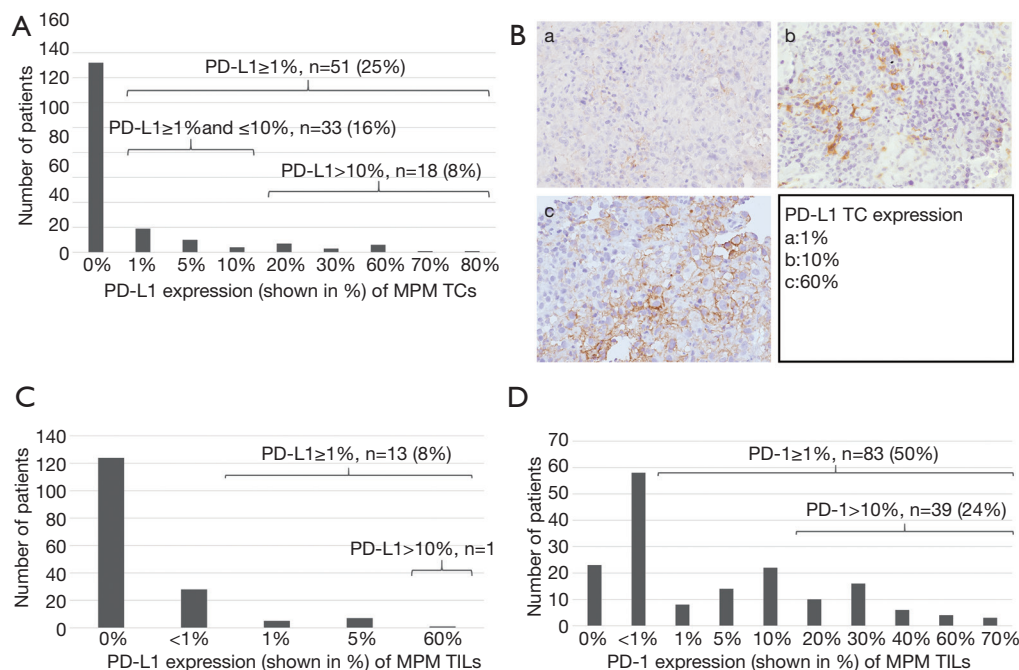 A
160
140
120
100
80
60
40
20
0
Number of patients
PD-L1≥1%, n=51 (25%)
PD-L1≥1%and ≤10%, n=33 (16%)
PD-L1>10%, n=18 (8%)
0% 1% 5% 10% 20% 30% 60% 70% 80%
PD-L1 expression (shown in %) of MPM TCs
B
a
b
c
PD-L1 TC expression
a:1%
b:10%
c:60%
C
140
120
100
80
60
40
20
0
Number of patients
PD-L1≥1%, n=13 (8%)
PD-L1>10%, n=1
0% <1% 1% 5% 60%
PD-L1 expression (shown in %) of MPM TILs
D
70
60
50
40
30
20
10
0
Number of patients
PD-1≥1%, n=83 (50%)
PD-1>10%, n=39 (24%)
0% <1% 1% 5% 10% 20% 30% 40% 60% 70%
PD-1 expression (shown in %) of MPM TILs